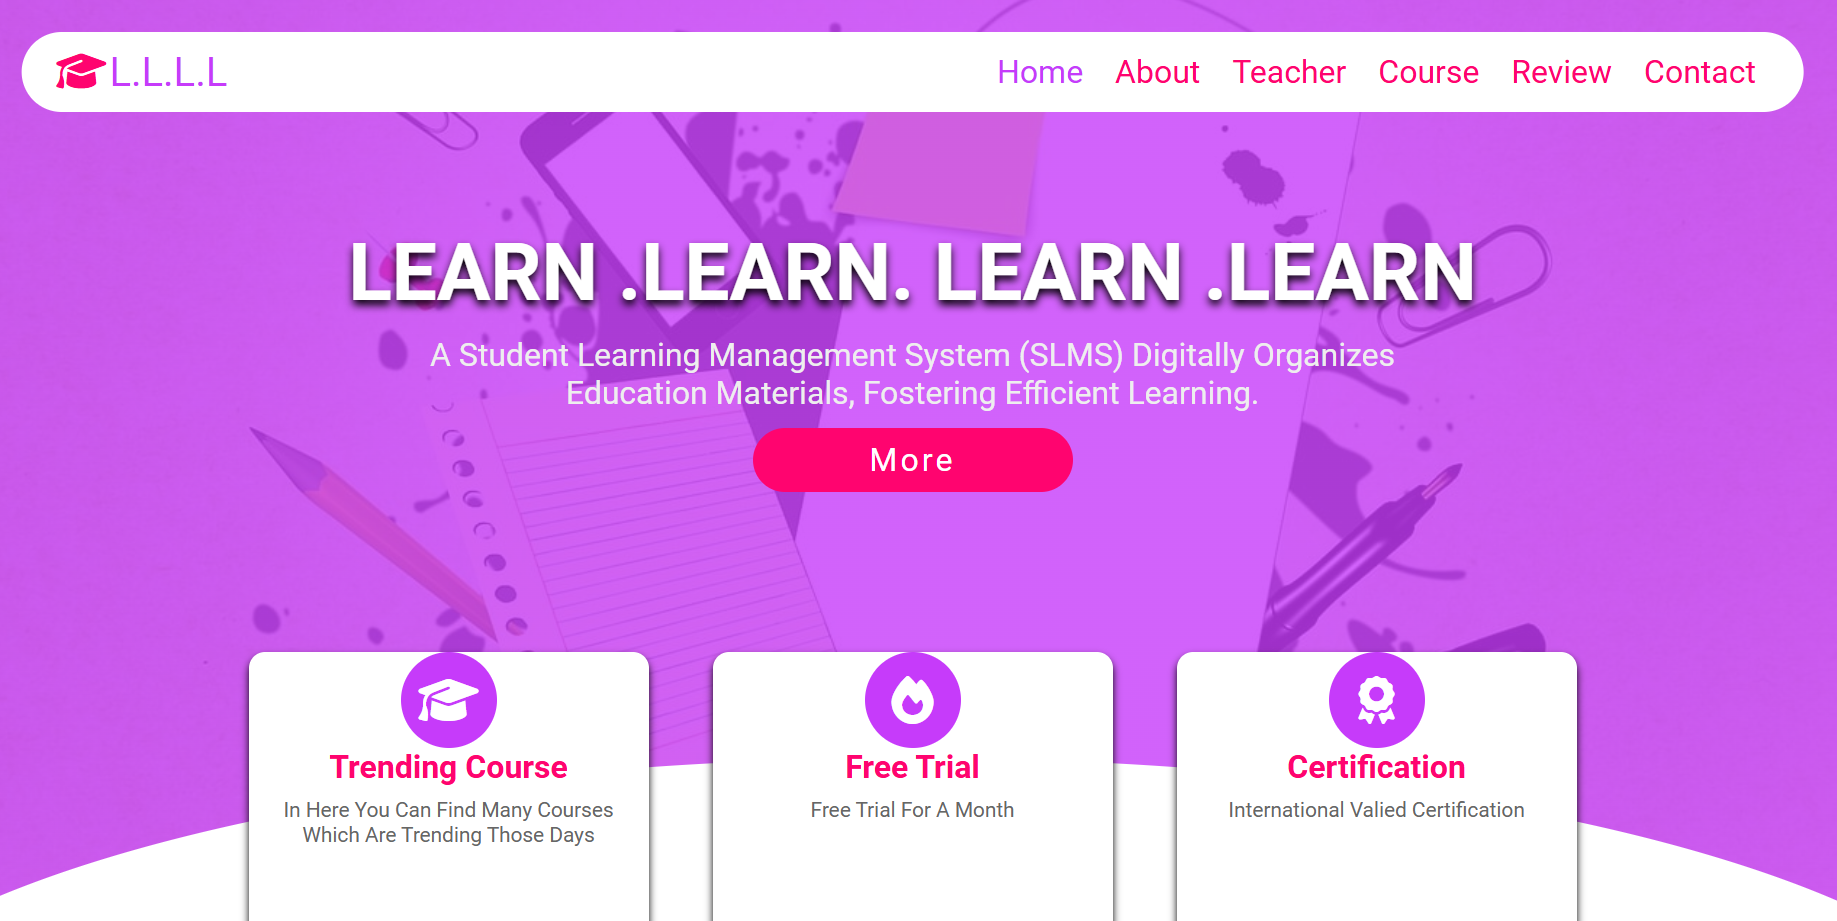 L.L.L.L
Home About Teacher Course Review Contact
LEARN .LEARN. LEARN .LEARN
A Student Learning Management System (SLMS) Digitally Organizes
Education Materials, Fostering Efficient Learning.
More
Trending Course
In Here You Can Find Many Courses
Which Are Trending Those Days
Free Trial
Free Trial For A Month
Certification
International Valied Certification